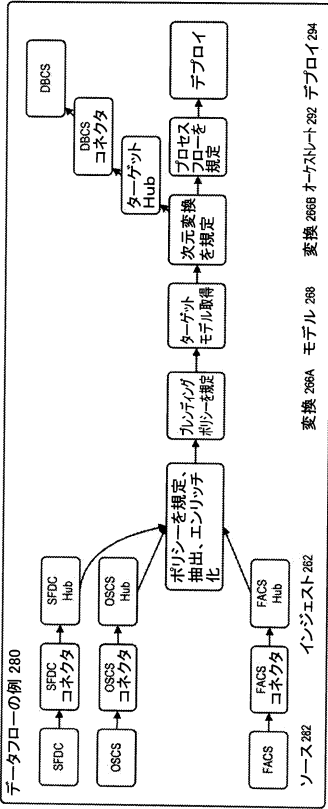 データフローの例 280
SFDC
SFDC
コネクタ
SFDC
Hub
OSCS
OSCS
コネクタ
OSCS
Hub
FACS
FACS
コネクタ
FACS
Hub
ポリシーを規定、
抽出、エンリッチ
化
ブレンディング
ポリシーを規定
ターゲット
モデル取得
次元変換
を規定
ターゲット
Hub
DBCS
コネクタ
DBCS
プロセス
フローを
規定
デプロイ
ソース 282
インジェスト 262
変換 266A
モデル 268
変換 266B
オーケストレート 292
デプロイ 294